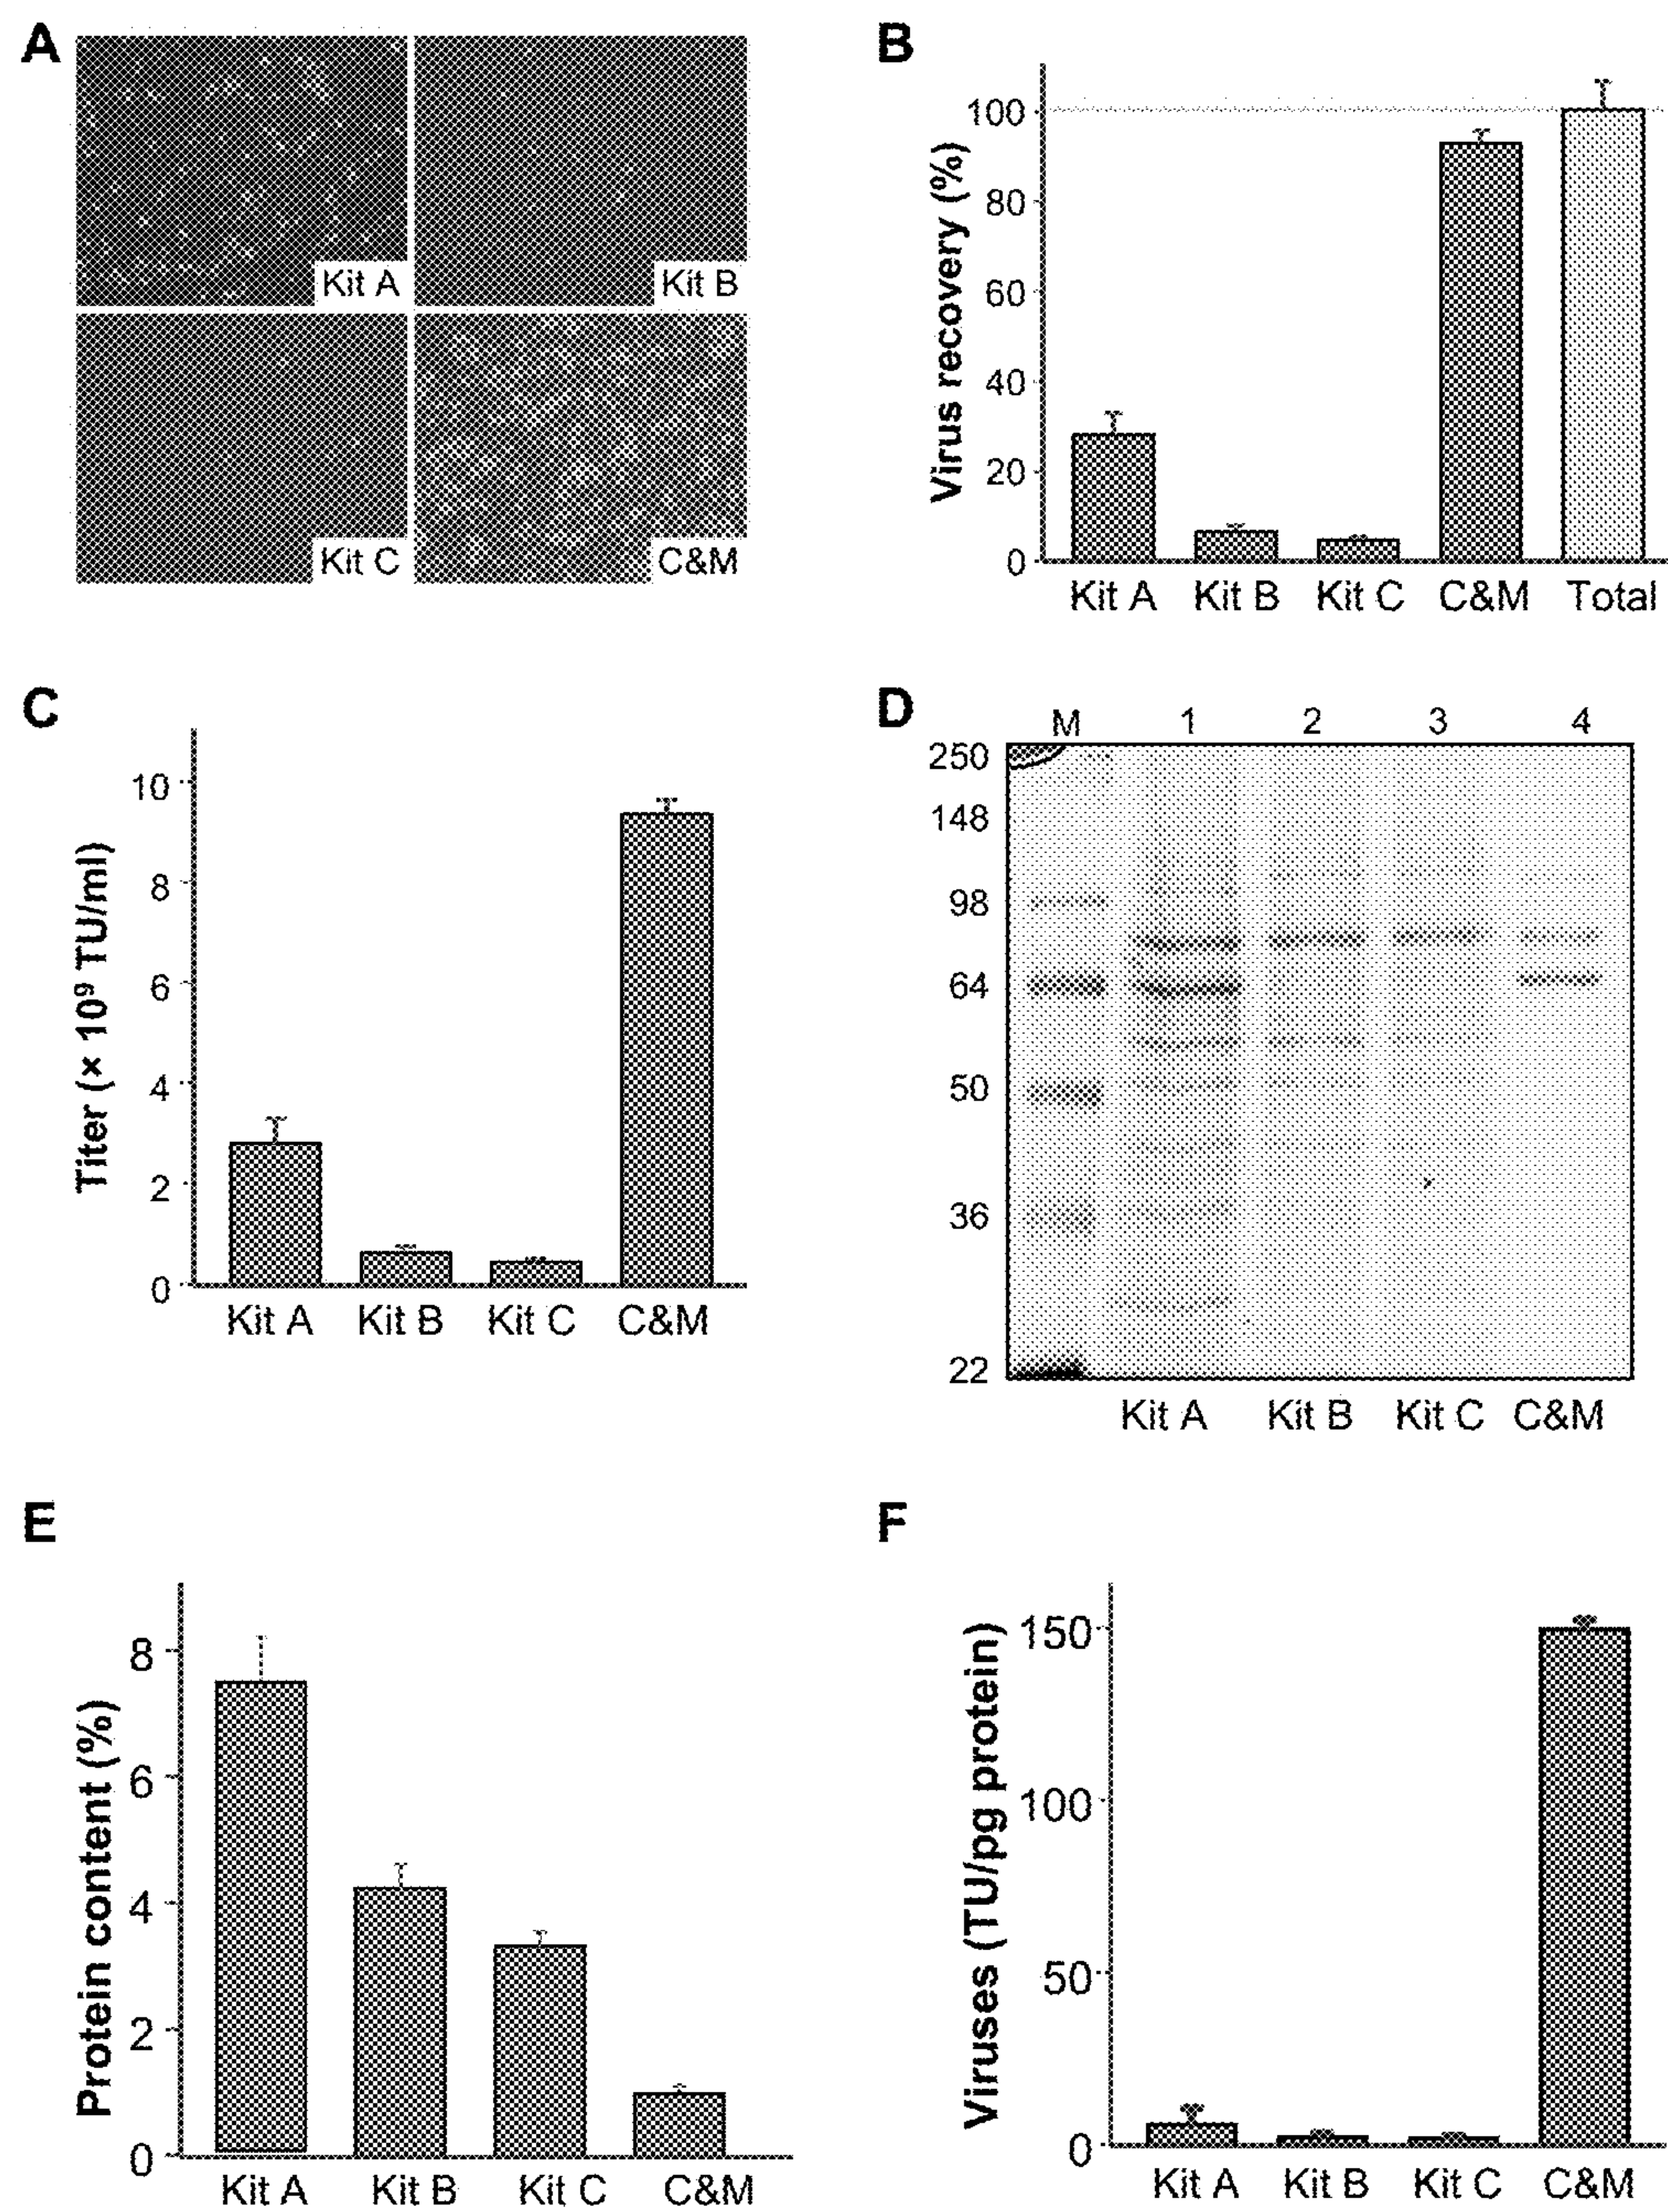 A
Kit A
Kit B
Kit C
C&M
B
Virus recovery (%)
100
80
60
40
20
0
Kit A Kit B Kit C C&M Total
C
Titer (× 10⁹ TU/ml)
10
8
6
4
2
0
Kit A Kit B Kit C C&M
D
M 1 2 3 4
250
148
98
64
50
36
22
Kit A Kit B Kit C C&M
E
Protein content (%)
8
6
4
2
0
Kit A Kit B Kit C C&M
F
Viruses (TU/pg protein)
150
100
50
0
Kit A Kit B Kit C C&M